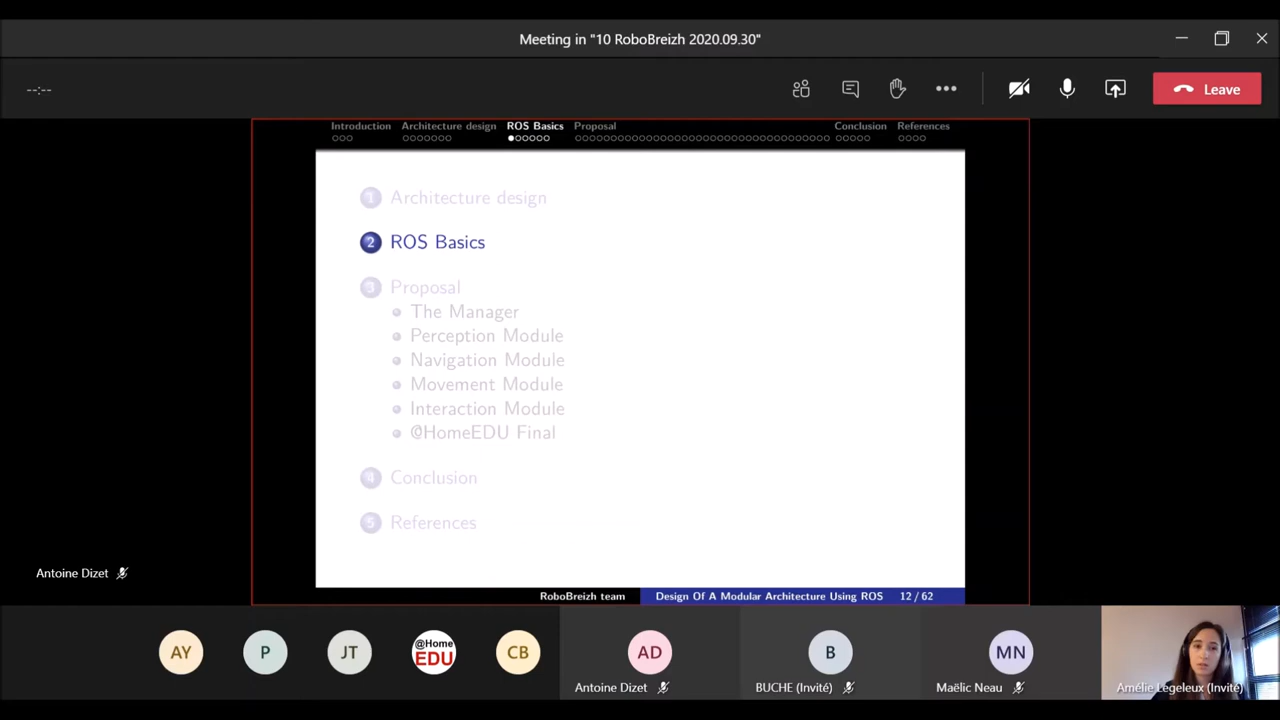 Meeting in "10 RoboBreizh 2020.09.30"
--:--
Leave
Introduction Architecture design ROS Basics Proposal Conclusion References
1 Architecture design
2 ROS Basics
3 Proposal
The Manager
Perception Module
Navigation Module
Movement Module
Interaction Module
@HomeEDU Final
4 Conclusion
5 References
Antoine Dizet
RoboBreizh team Design Of A Modular Architecture Using ROS 12 / 62
AY P JT @Home EDU CB AD B MN
Antoine Dizet BUCHE (Invité) Maëlic Neau Amélie Legeleux (Invité)